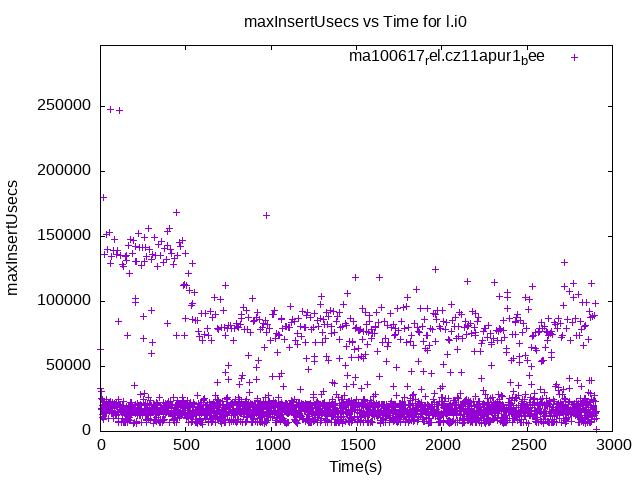 maxInsertUsecs vs Time for l.i0
ma100617rel.cz11apur1bee
250000
200000
150000
100000
50000
0
maxInsertUsecs
0 500 1000 1500 2000 2500 3000
Time(s)